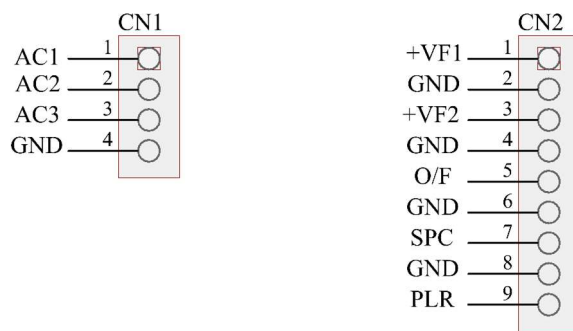 CN1
AC1 1
AC2 2
AC3 3
GND 4
CN2
+VF1 1
GND 2
+VF2 3
GND 4
O/F 5
GND 6
SPC 7
GND 8
PLR 9